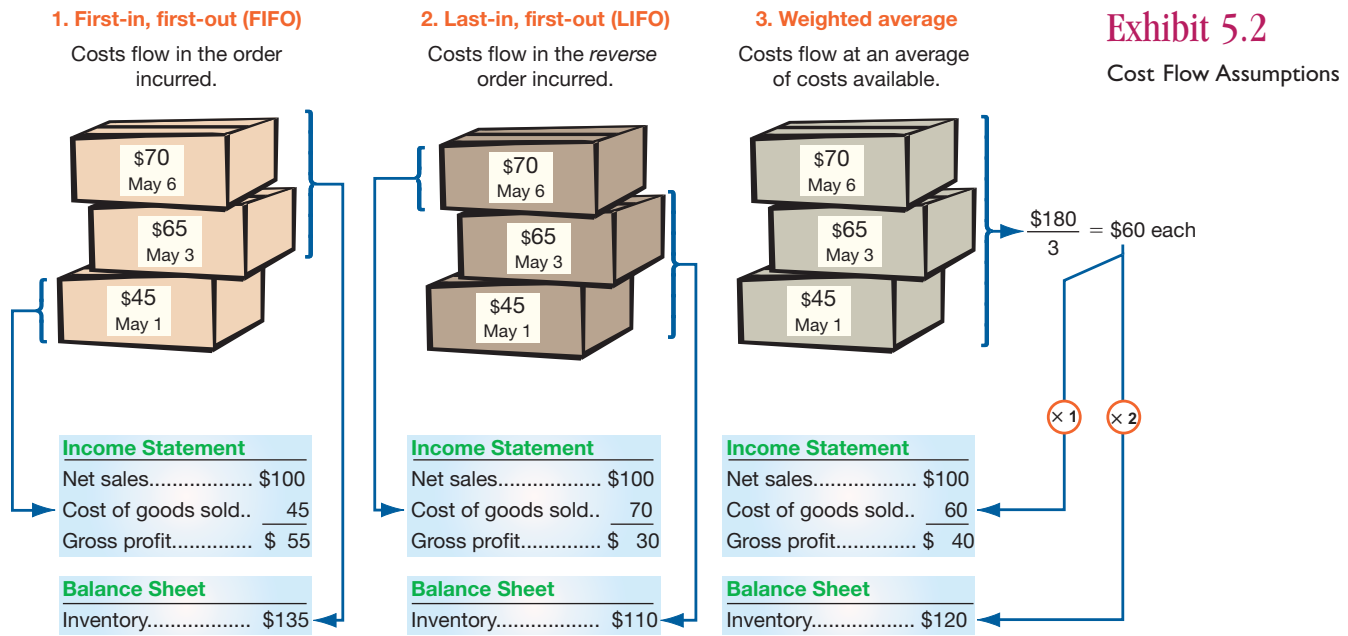 1. First-in, first-out (FIFO)
Costs flow in the order
incurred.
$70
May 6
$65
May 3
$45
May 1
Income Statement
Net sales................... $100
Cost of goods sold.. 45
Gross profit.............. $ 55
Balance Sheet
Inventory................... $135
2. Last-in, first-out (LIFO)
Costs flow in the reverse
order incurred.
$70
May 6
$65
May 3
$45
May 1
Income Statement
Net sales................... $100
Cost of goods sold.. 70
Gross profit.............. $ 30
Balance Sheet
Inventory................... $110
3. Weighted average
Costs flow at an average
of costs available.
$70
May 6
$65
May 3
$45
May 1
$180
3
= $60 each
× 1
× 2
Income Statement
Net sales................... $100
Cost of goods sold.. 60
Gross profit.............. $ 40
Balance Sheet
Inventory................... $120
Exhibit 5.2
Cost Flow Assumptions